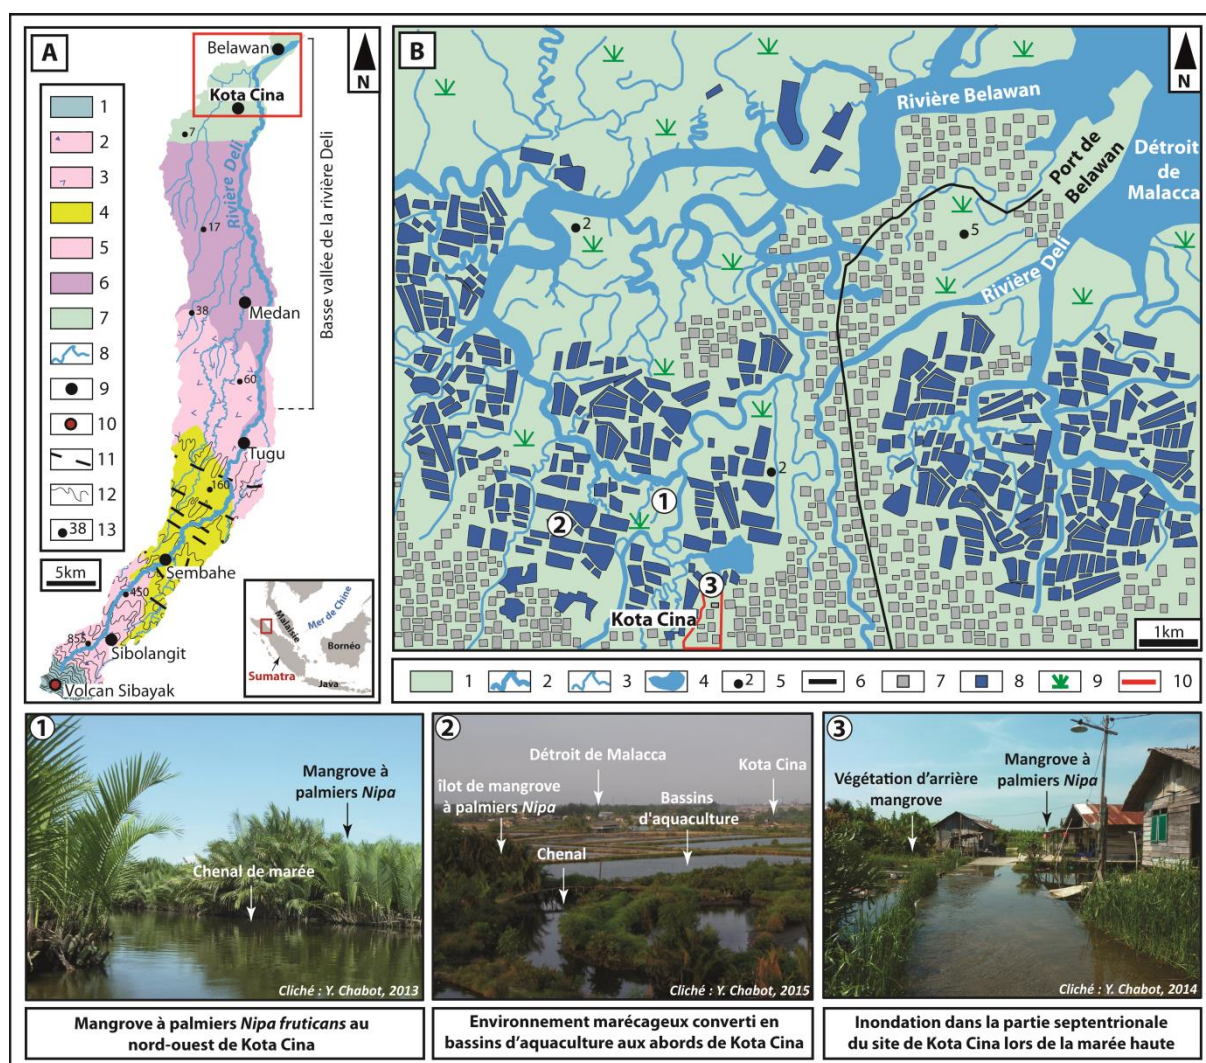 A
N
Belawan
Kota Cina
7
Rivière Deli
17
Medan
38
60
Tugu
160
Sembahe
450
855
Sibolangit
Volcan Sibayak
Basse vallée de la rivière Deli
1
2
3
4
5
6
7
8
9
10
11
12
38 13
5km
Mer de Chine
Malaisie
Bornéo
Sumatra
Java
B
N
Rivière Belawan
Port de
Belawan
Détroit
de
Malacca
2
5
Rivière Deli
2
1
2
3
Kota Cina
1km
1 2 3 4 2 5 6 7 8 9 10
1
Mangrove à
palmiers Nipa
Chenal de marée
Cliché : Y. Chabot, 2013
Mangrove à palmiers Nipa fruticans au
nord-ouest de Kota Cina
2
Détroit de Malacca
Kota Cina
îlot de mangrove
à palmiers Nipa
Bassins
d'aquaculture
Chenal
Cliché : Y. Chabot, 2015
Environnement marécageux converti en
bassins d'aquaculture aux abords de Kota Cina
3
Végétation d'arrière
mangrove
Mangrove à
palmiers Nipa
Cliché : Y. Chabot, 2014
Inondation dans la partie septentrionale
du site de Kota Cina lors de la marée haute